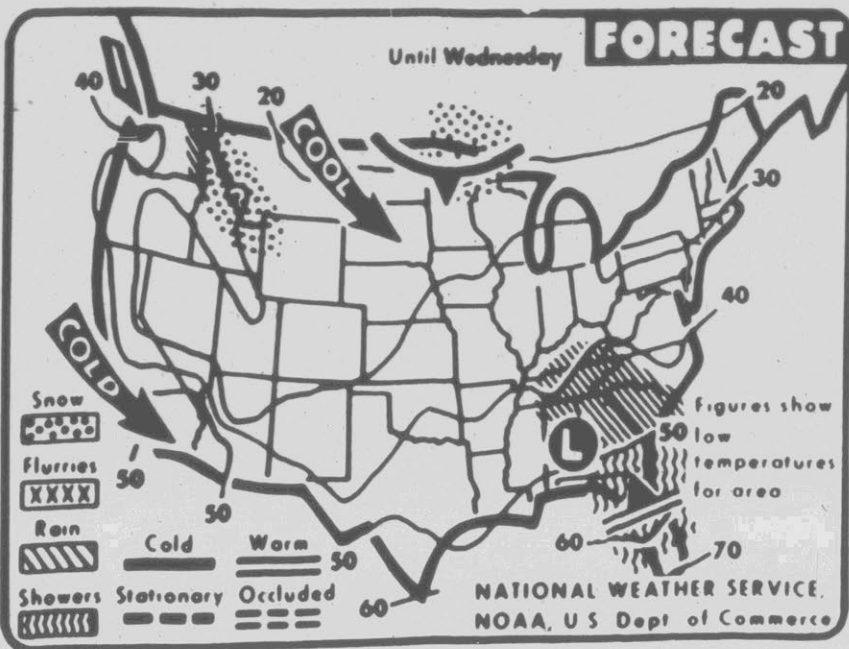 FORECAST
Until Wednesday
40
30
20
20
COOL
30
40
COLD
Snow
Flurries
Rain
Showers
50
50
Cold
Warm
Stationary
Occluded
50
60
L
50
60
70
Figures show
low
temperatures
for area
NATIONAL WEATHER SERVICE,
NOAA, U S Dept of Commerce
XXXX